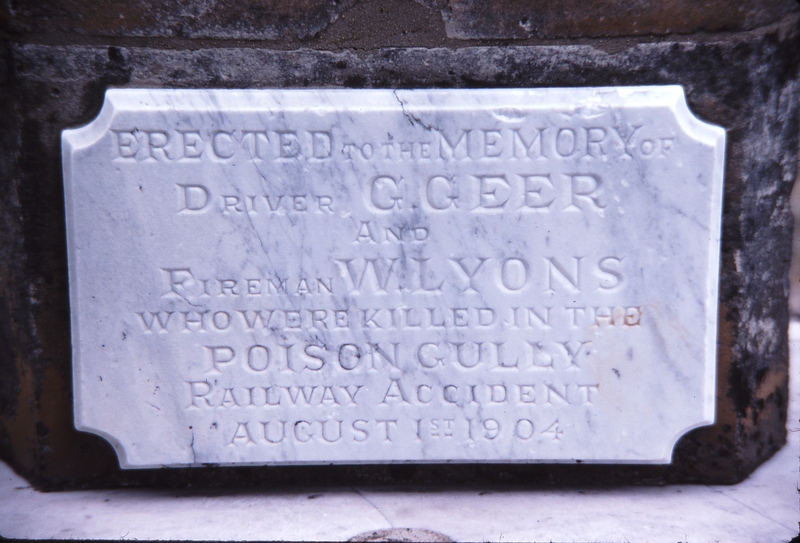 ERECTED TO THE MEMORY OF
DRIVER G. GEER
AND
FIREMAN W. LYONS
WHO WERE KILLED IN THE
POISON GULLY
RAILWAY ACCIDENT
AUGUST 1ST 1904